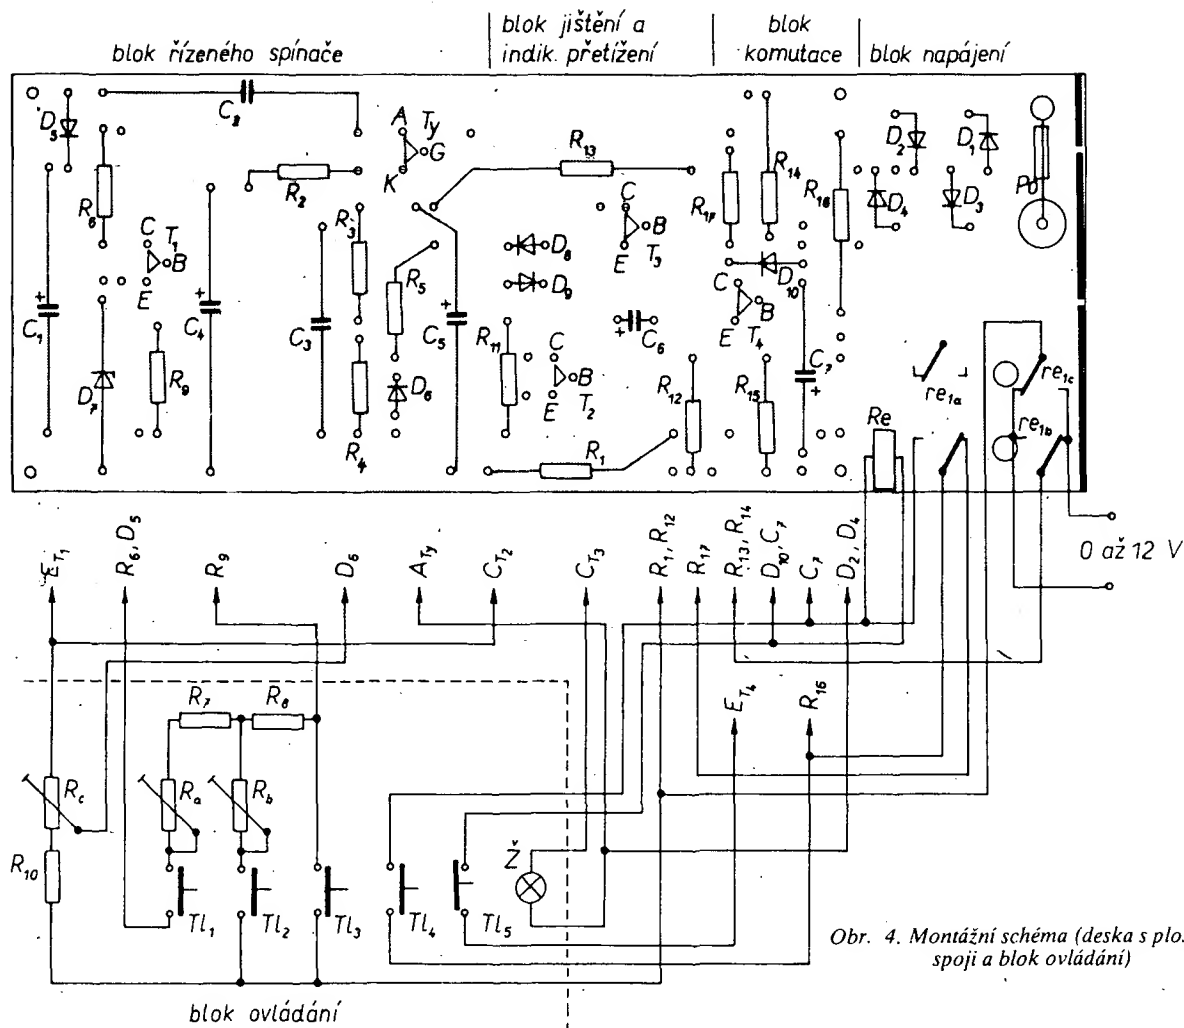 blok řízeného spínače
blok jištění a
indik. přetížení
blok
komutace
blok napájení
D5
C2
A
Ty
G
K
R13
R14
D2
D1
Po
R6
R2
R17
R16
D4
D3
C
T1
B
E
R3
C
B
E
T3
D8
D9
R5
D10
C
B
E
T4
+
C1
+
C4
C3
+
C5
R11
+
C6
C7
+
re1a
re1c
D7
R9
D6
C
B
E
T2
R12
R15
Re
re1b
R4
R1
ET1
R6, D5
R9
D6
ATy
CT2
CT3
R1, R12
R17
R13, R14
D10, C7
C7
D2, D4
0 až 12 V
ET4
R16
R7
R8
Rc
Ra
Rb
R10
Ž
Tl1
Tl2
Tl3
Tl4
Tl5
blok ovládání
Obr. 4. Montážní schéma (deska s plo.
spoji a blok ovládání)